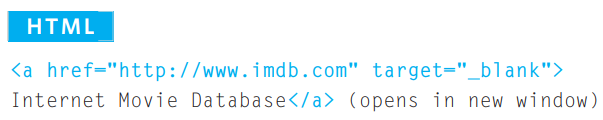 HTML
<a href="http://www.imdb.com" target="_blank">
Internet Movie Database</a> (opens in new window)